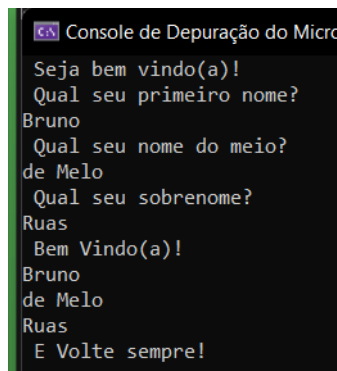 Console de Depuração do Micro
Seja bem vindo(a)!
Qual seu primeiro nome?
Bruno
Qual seu nome do meio?
de Melo
Qual seu sobrenome?
Ruas
Bem Vindo(a)!
Bruno
de Melo
Ruas
E Volte sempre!